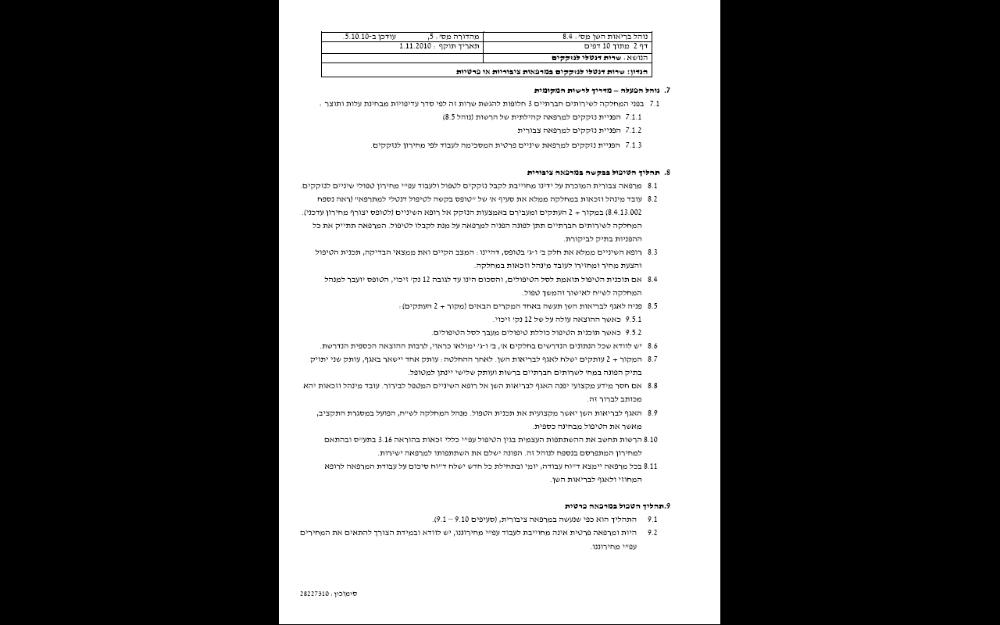 נוהל בריאות השן מס': 8.4 מהדורה מס': 5, עודכן ב-5.10.10.
דף 2 מתוך 10 דפים תאריך תוקף : 1.11.2010
הנושא : שרות דנטלי לנזקקים
הנדון: שרות דנטלי לנזקקים במרפאות ציבוריות או פרטיות
7. נוהל הפעלה – מדריך לרשות המקומית
7.1 בפני המחלקה לשירותים חברתיים 3 חלופות להגשת שרות זה לפי סדר עדיפויות מבחינת עלות ותוצר :
7.1.1 הפניית נזקקים למרפאה קהילתית של הרשות (נוהל 8.5)
7.1.2 הפניית נזקקים למרפאה צבורית
7.1.3 הפניית נזקקים למרפאת שיניים פרטית המסכימה לעבוד לפי מחירון לנזקקים.
8. תהליך הטיפול בבקשה במרפאה ציבורית
8.1 מרפאה צבורית המוכרת על ידינו מחוייבת לקבל נזקקים לטפול ולעבוד עפ"י מחירון טפולי שיניים לנזקקים.
8.2 עובד מינהל וזכאות במחלקה ממלא את סעיף א' של "טופס בקשה לטיפול דנטלי למתרפא" (ראה נספח
8.4.13.002) במקור + 2 העתקים ומעבירם באמצעות הנזקק אל רופא השיניים (לטופס יצורף מחירון עדכני).
המחלקה לשירותים חברתיים תתן לפונה הפניה למרפאה על מנת לקבלו לטיפול. המרפאה תתייק את כל
ההפניות בתיק לביקורת.
8.3 רופא השיניים ממלא את חלק ב' ו-ג' בטופס, דהיינו : המצב הקיים ואת ממצאי הבדיקה, תכנית הטיפול
והצעת מחיר ומחזירו לעובד מינהל וזכאות במחלקה.
8.4 אם תוכנית הטיפול תואמת לסל הטיפולים, והסכום הינו עד לגובה 12 נק' זיכוי, הטופס יועבר למנהל
המחלקה לש"ח לאישור והמשך טפול.
8.5 פניה לאגף לבריאות השן תעשה באחד המקרים הבאים (מקור + 2 העתקים) :
9.5.1 כאשר ההוצאה עולה על של 12 נק' זיכוי.
9.5.2 כאשר תוכנית הטיפול כוללת טיפולים מעבר לסל הטיפולים.
8.6 יש לוודא שכל הנתונים הנדרשים בחלקים א', ב' ו-ג' ימולאו כראוי, לרבות ההוצאה הכספית הנדרשת.
8.7 המקור + 2 עותקים ישלח לאגף לבריאות השן. לאחר ההחלטה : עותק אחד יישאר באגף, עותק שני יתויק
בתיק הפונה במח' לשרותים חברתיים ברשות ועותק שלישי יינתן למטופל.
8.8 אם חסר מידע מקצועי יפנה האגף לבריאות השן אל רופא השיניים המטפל לבירור. עובד מינהל וזכאות יהא
מכותב לברור זה.
8.9 האגף לבריאות השן יאשר מקצועית את תכנית הטפול. מנהל המחלקה לש"ח, הפועל במסגרת התקציב,
מאשר את הטיפול מבחינה כספית.
8.10 הרשות תחשב את ההשתתפות העצמית בגין הטיפול עפ"י כללי זכאות בהוראה 3.16 בתע"ס ובהתאם
למחירון המתפרסם בנספח לנוהל זה. הפונה ישלם את השתתפותו למרפאה ישירות.
8.11 בכל מרפאה יימצא ד"וח עבודה, יומי ובתחילת כל חדש ישלח ד"וח סיכום על עבודת המרפאה לרופא
המחוזי ולאגף לבריאות השן.
9.תהליך הטפול במרפאה פרטית
9.1 התהליך הוא כפי שנעשה במרפאה ציבורית, (סעיפים 9.10 – 9.1).
9.2 היות ומרפאה פרטית אינה מחוייבת לעבוד עפ"י מחירוננו, יש לוודא ובמידת הצורך להתאים את המחירים
עפ"י מחירוננו.
סימוכין : 28227310